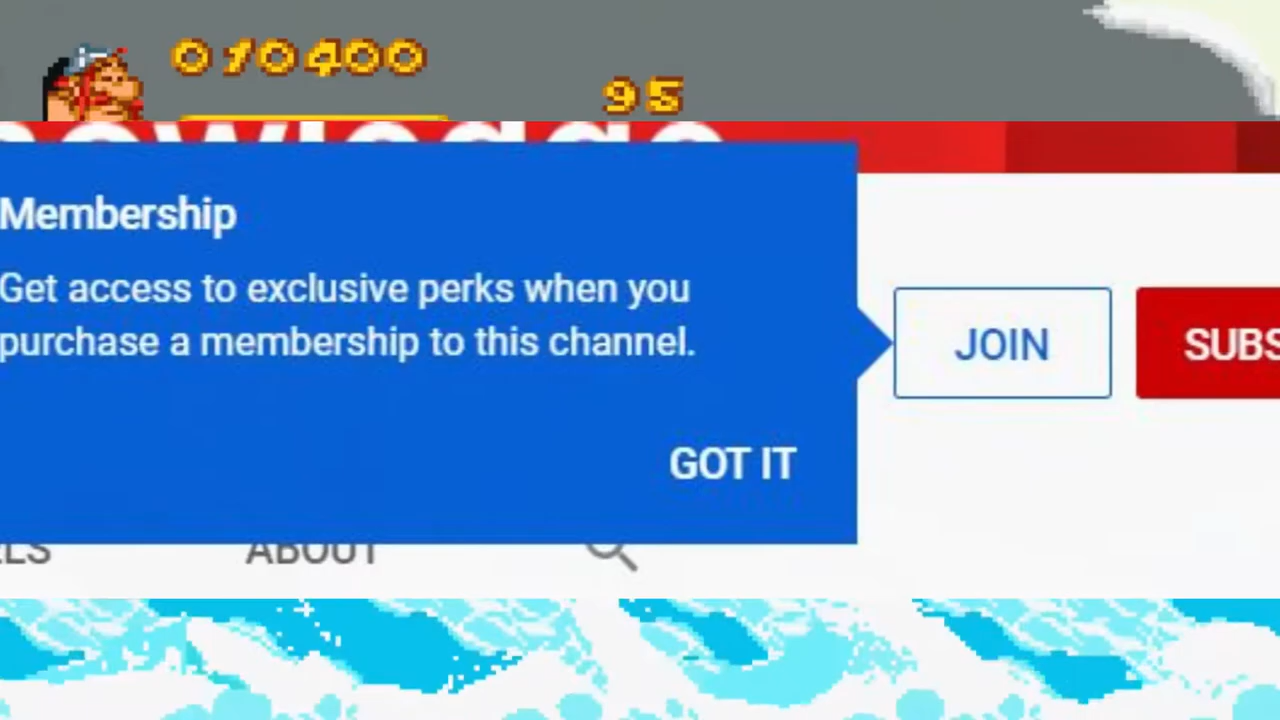 010400
95
Membership
Get access to exclusive perks when you
purchase a membership to this channel.
JOIN
SUBS
GOT IT
ABOUT